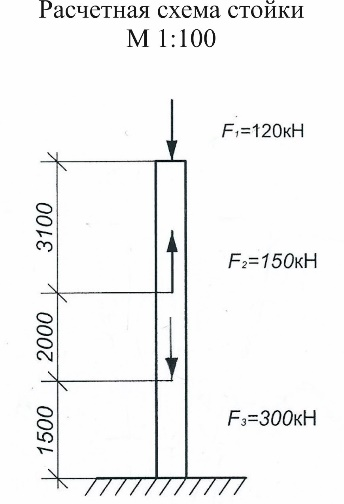 Расчетная схема стойки
М 1:100
F₁=120кН
3100
F₂=150кН
2000
F₃=300кН
1500